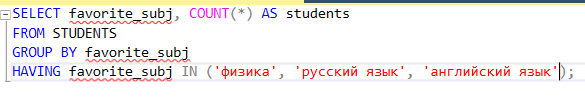 SELECT favorite_subj, COUNT(*) AS students
FROM STUDENTS
GROUP BY favorite_subj
HAVING favorite_subj IN ('физика', 'русский язык', 'английский язык');